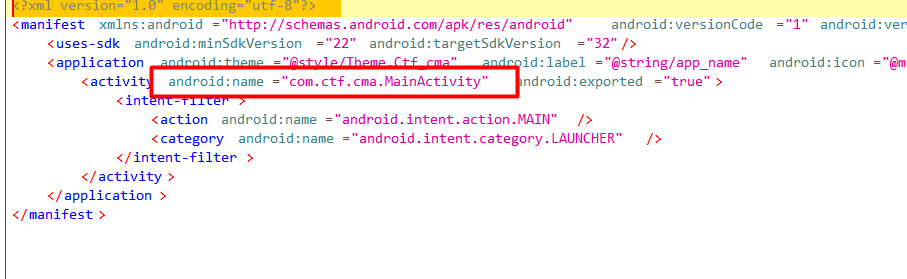 <?xml version="1.0" encoding="utf-8"?>
<manifest xmlns:android ="http://schemas.android.com/apk/res/android" android:versionCode ="1"
<uses-sdk android:minSdkVersion ="22" android:targetSdkVersion ="32"/>
<application android:theme ="@style/Theme.Ctf_cma" android:label ="@string/app_name" android:icon
<activity android:name ="com.ctf.cma.MainActivity" android:exported ="true" >
<intent-filter >
<action android:name ="android.intent.action.MAIN" />
<category android:name ="android.intent.category.LAUNCHER" />
</intent-filter >
</activity >
</application >
</manifest >